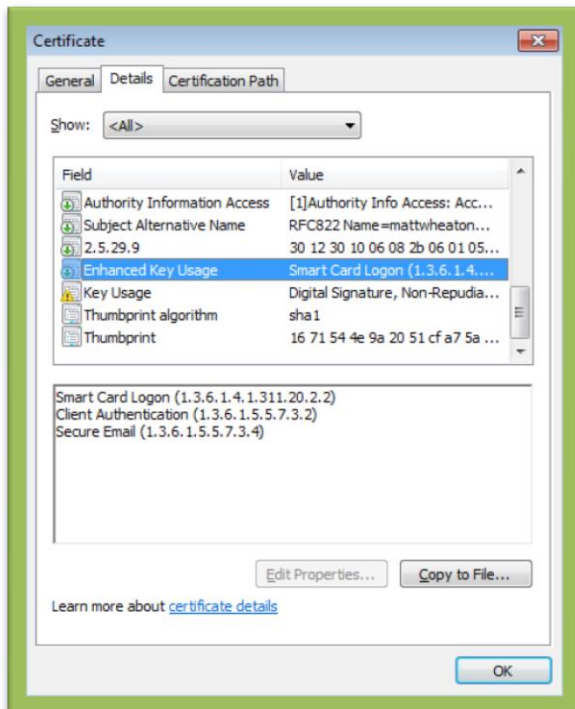 Certificate
General Details Certification Path
Show: <All>
Field Value
Authority Information Access [1]Authority Info Access: Acc...
Subject Alternative Name RFC822 Name=mattwheaton...
2.5.29.9 30 12 30 10 06 08 2b 06 01 05...
Enhanced Key Usage Smart Card Logon (1.3.6.1.4....
Key Usage Digital Signature, Non-Repudia...
Thumbprint algorithm sha1
Thumbprint 16 71 54 4e 9a 20 51 cf a7 5a ...
Smart Card Logon (1.3.6.1.4.1.311.20.2.2)
Client Authentication (1.3.6.1.5.5.7.3.2)
Secure Email (1.3.6.1.5.5.7.3.4)
Edit Properties... Copy to File...
Learn more about certificate details
OK